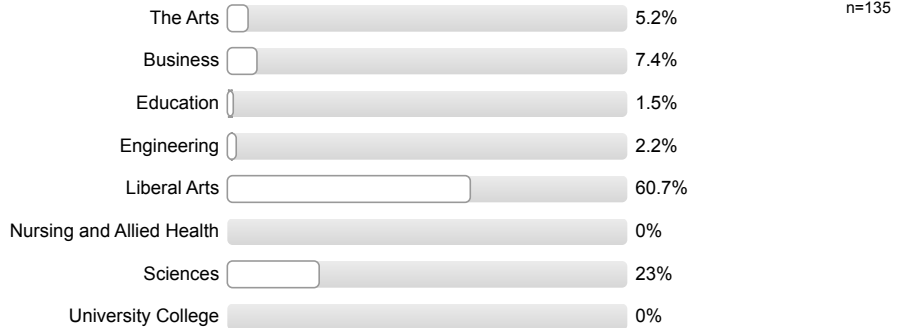 The Arts 5.2% n=135
Business 7.4%
Education 1.5%
Engineering 2.2%
Liberal Arts 60.7%
Nursing and Allied Health 0%
Sciences 23%
University College 0%